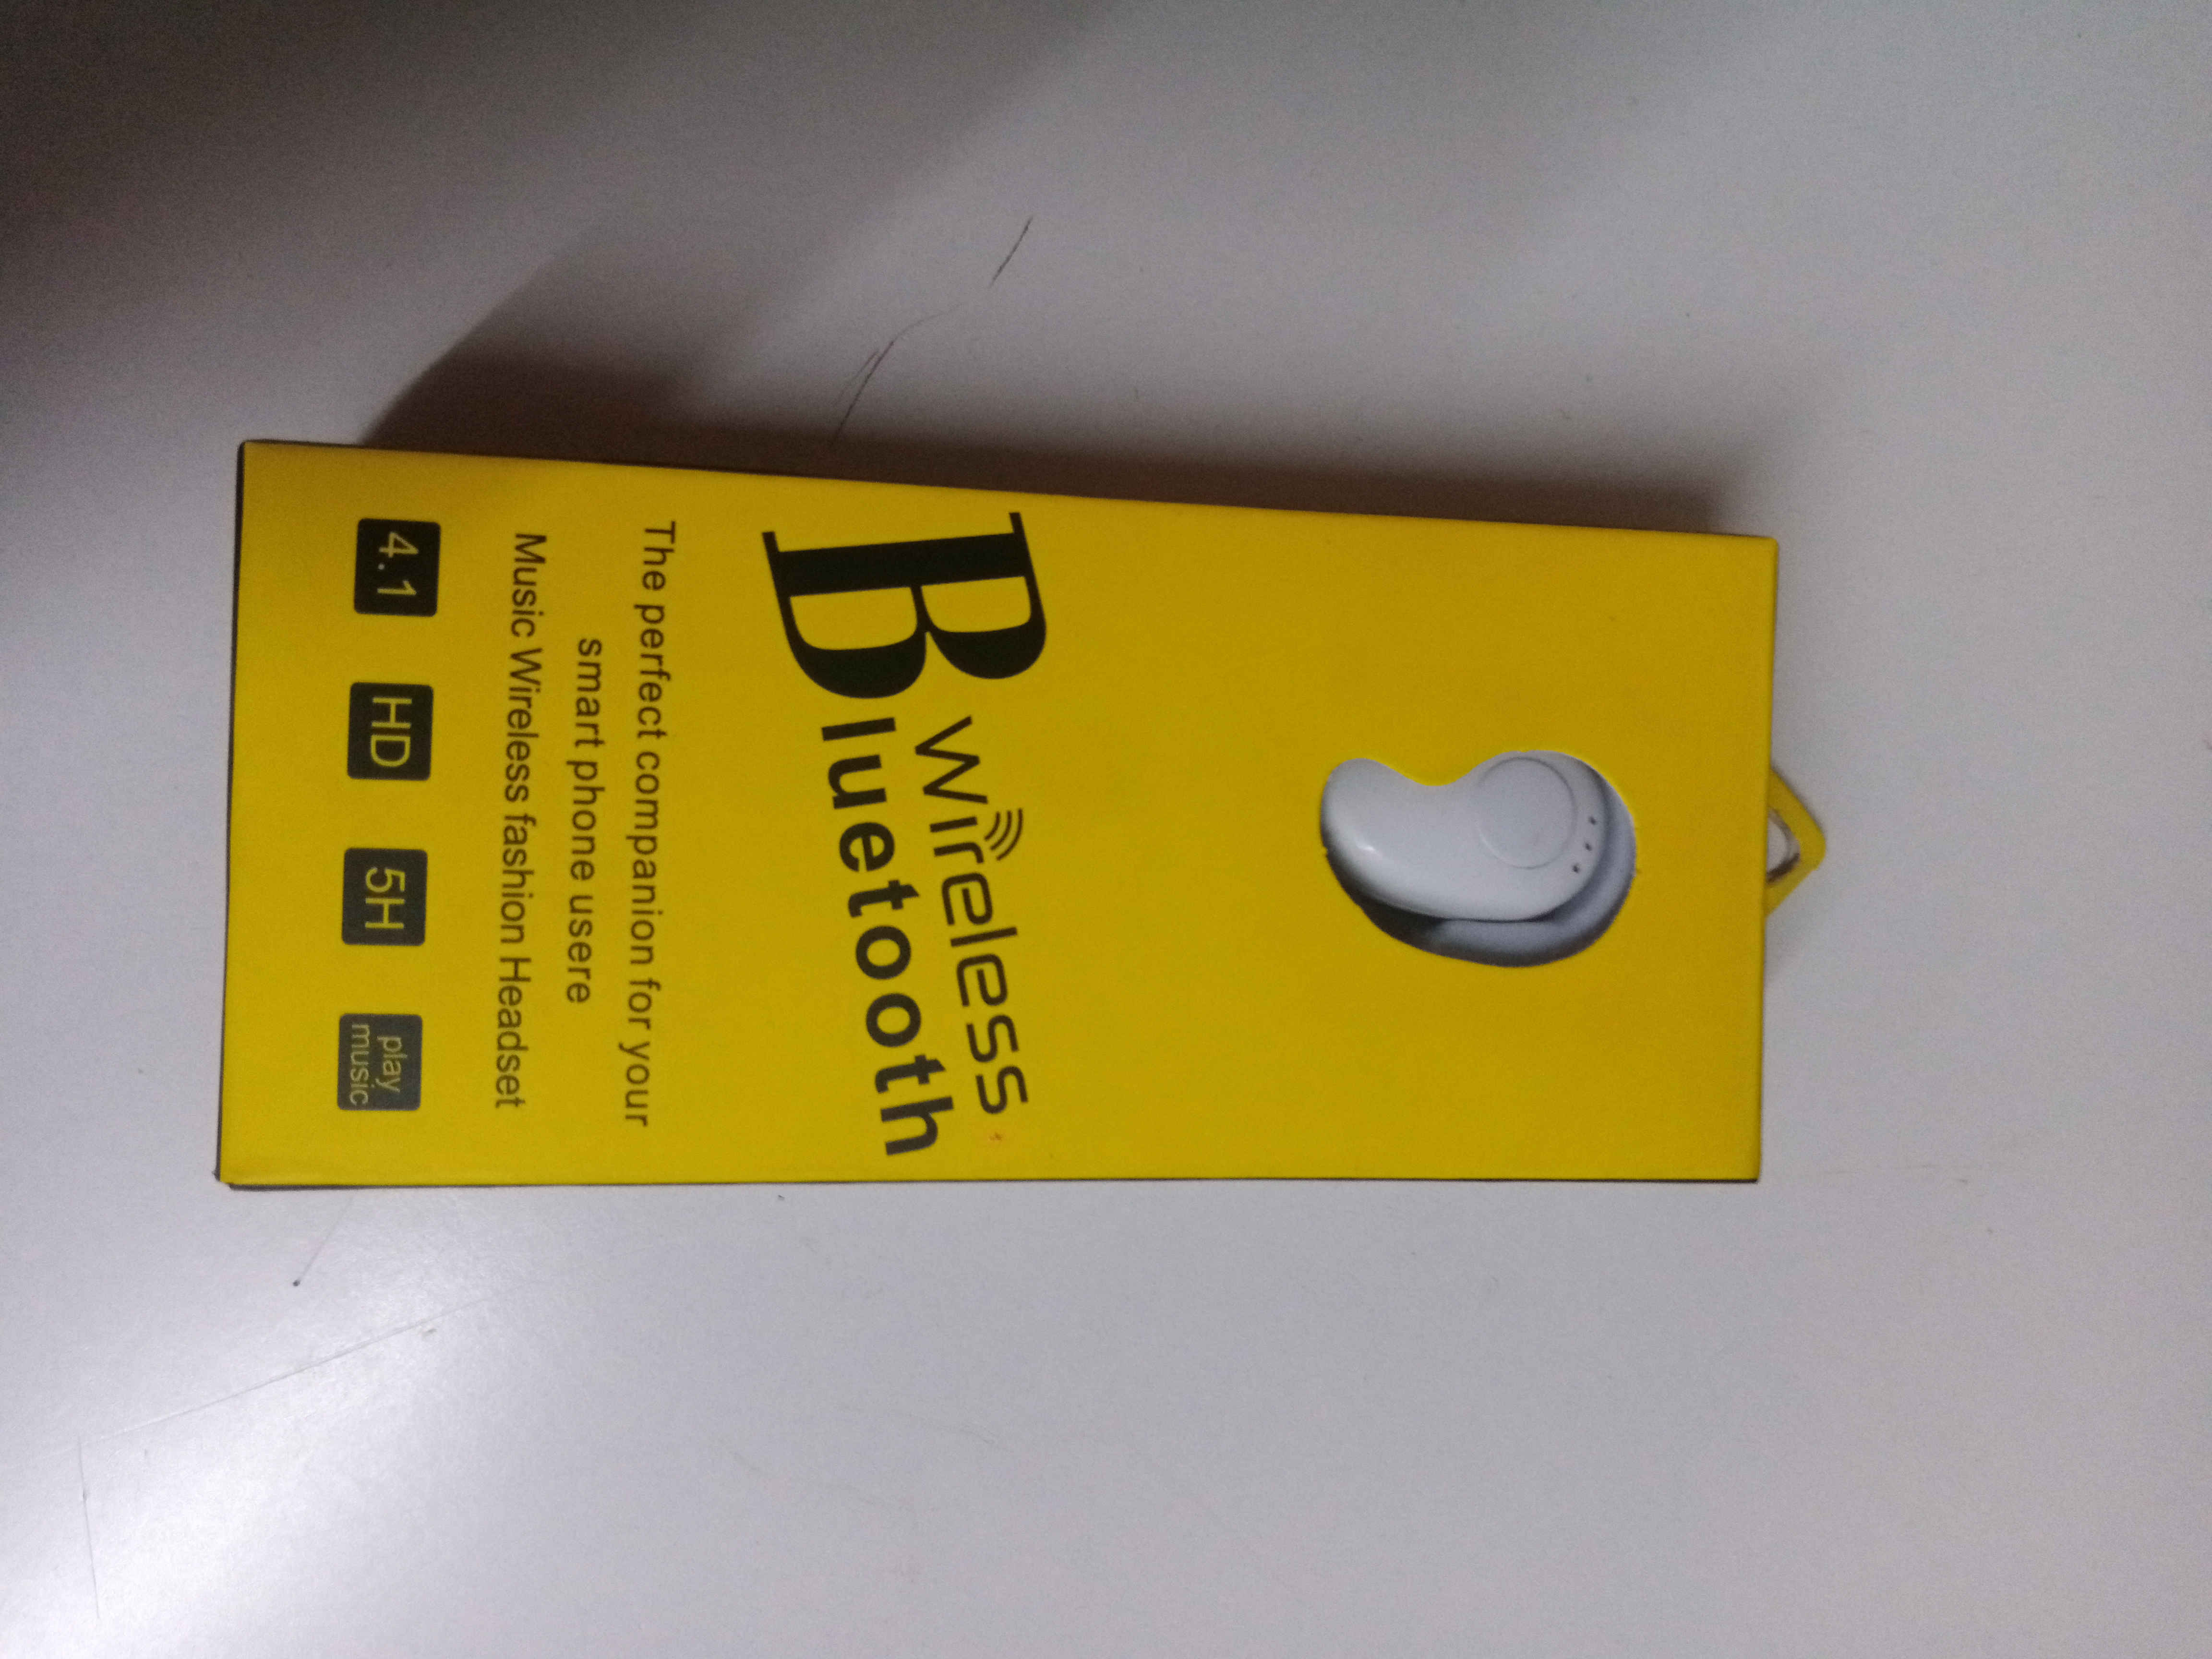 wireless
Bluetooth
The perfect companion for your
smart phone usere
Music Wireless fashion Headset
4.1 HD 5H play
music